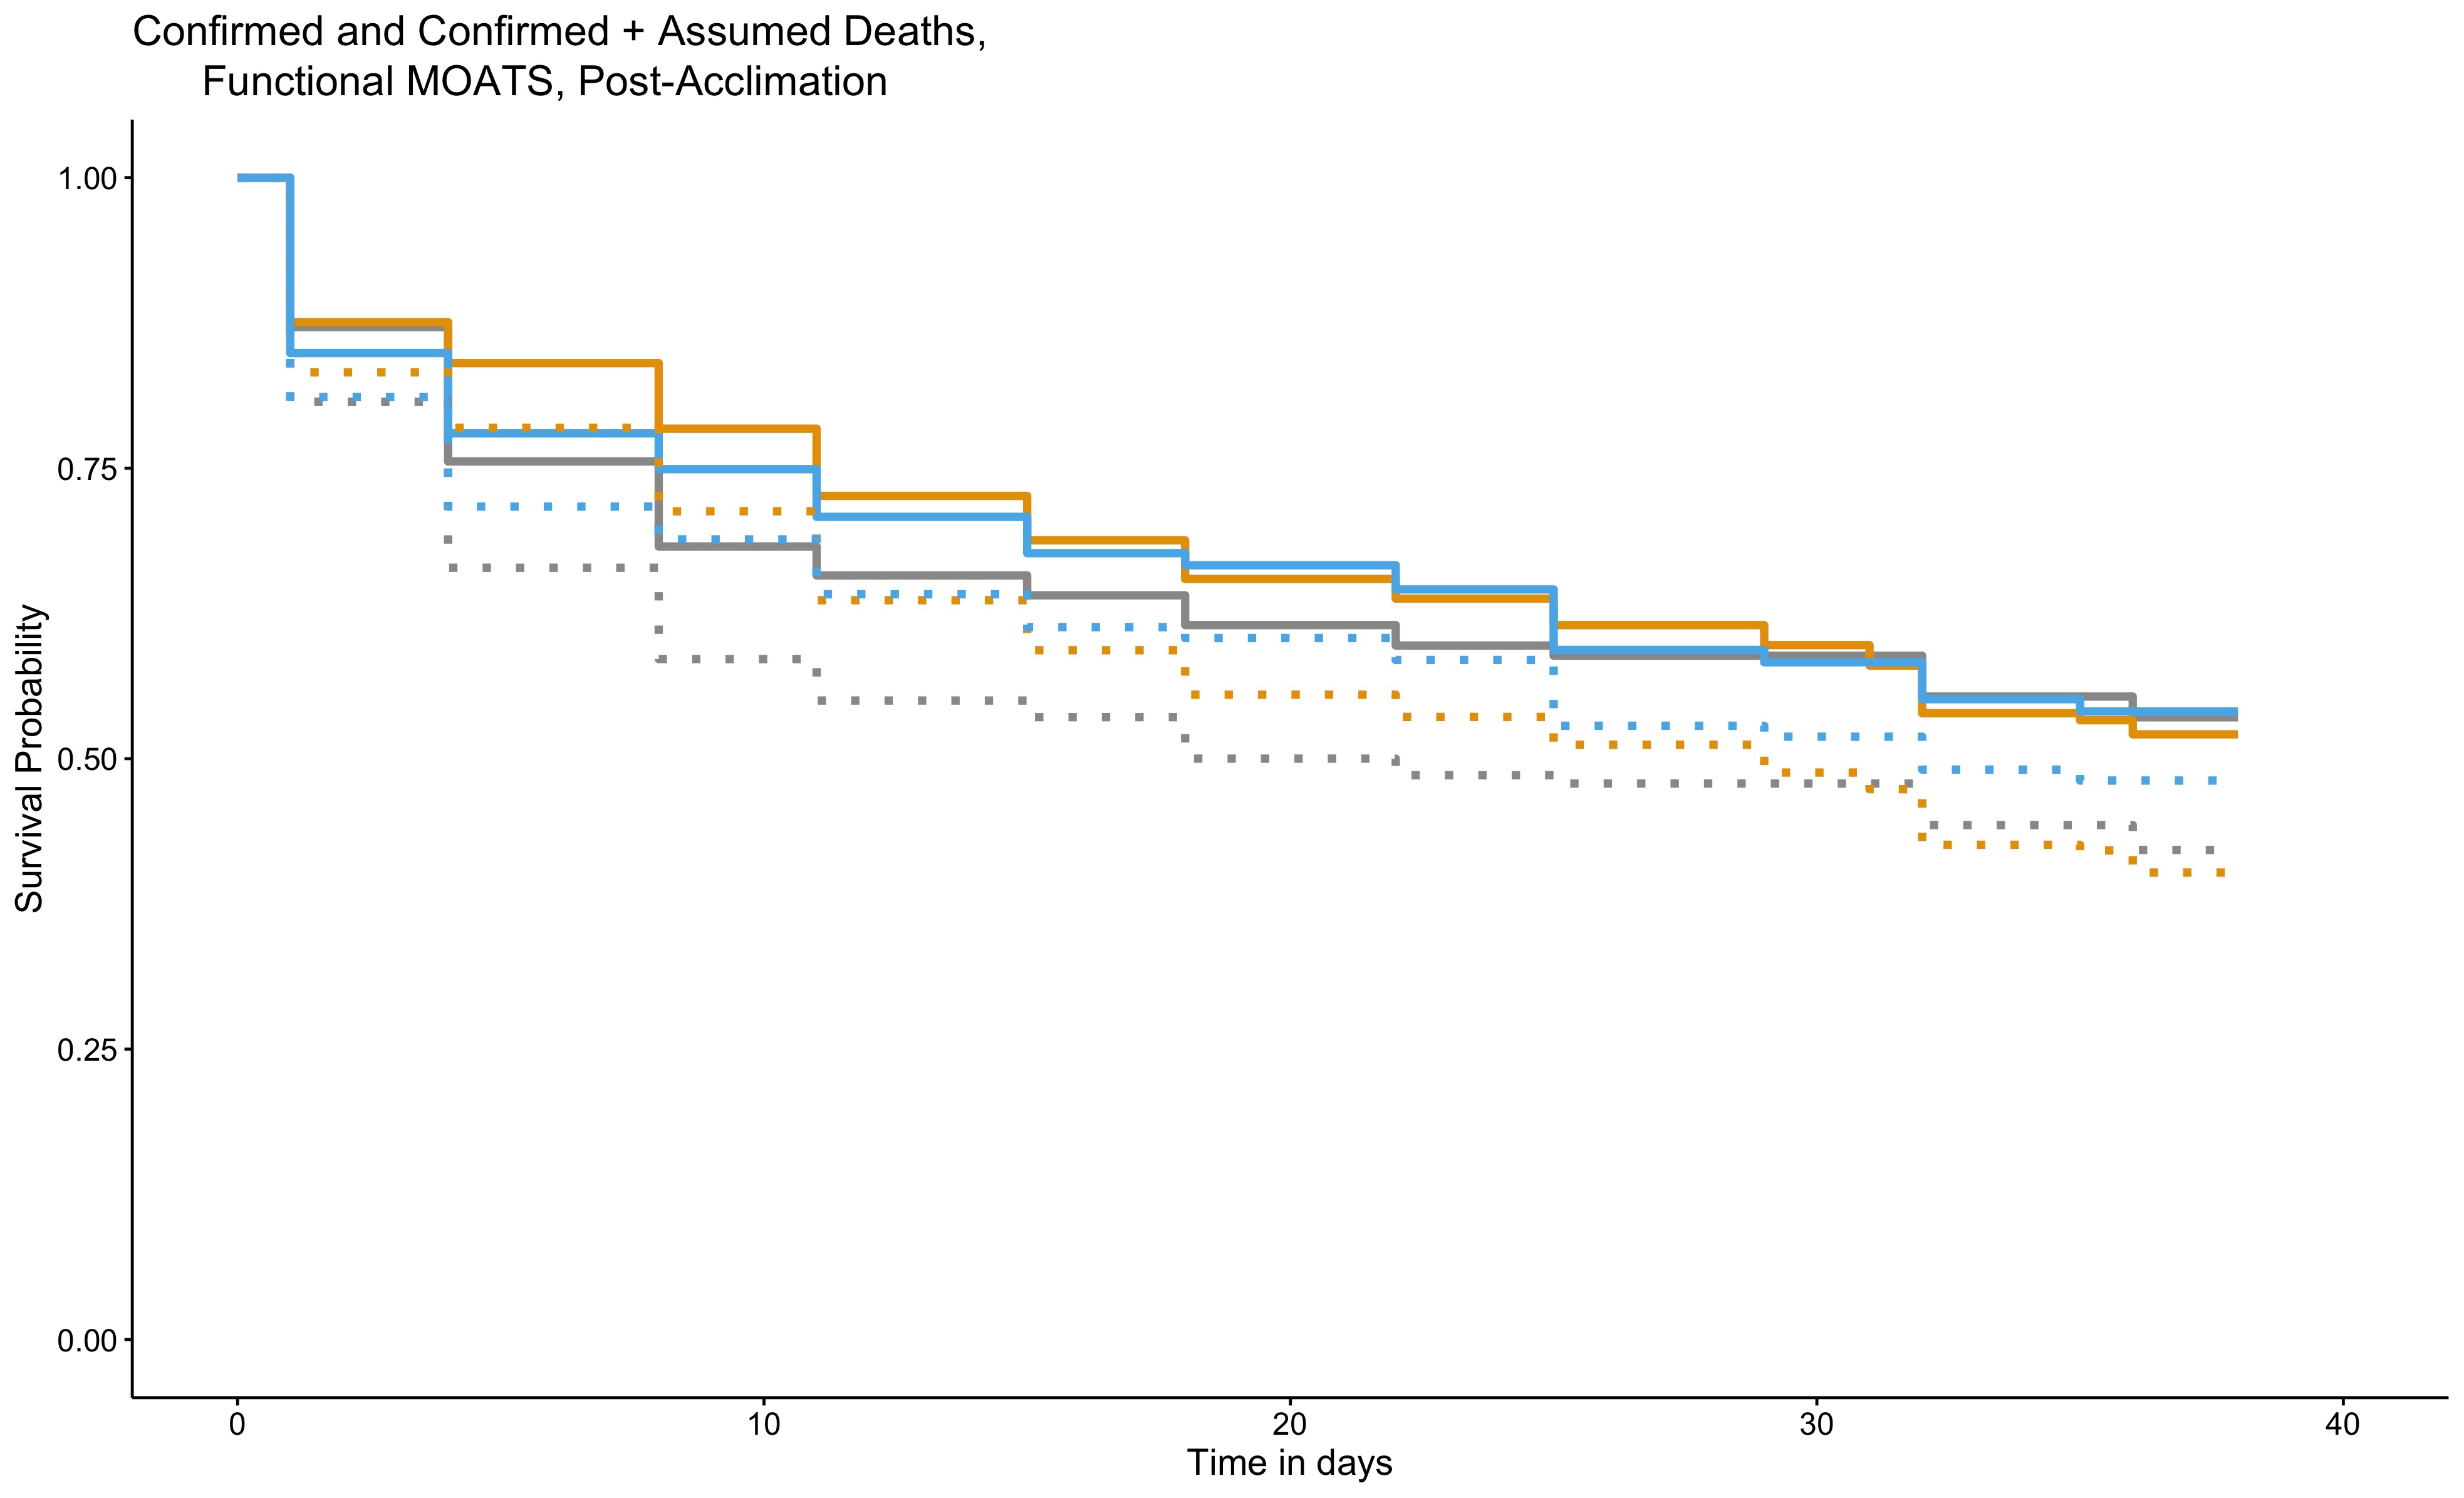 Confirmed and Confirmed + Assumed Deaths,
Functional MOATS, Post-Acclimation
1.00
0.75
0.50
0.25
0.00
Survival Probability
0
10
20
30
40
Time in days